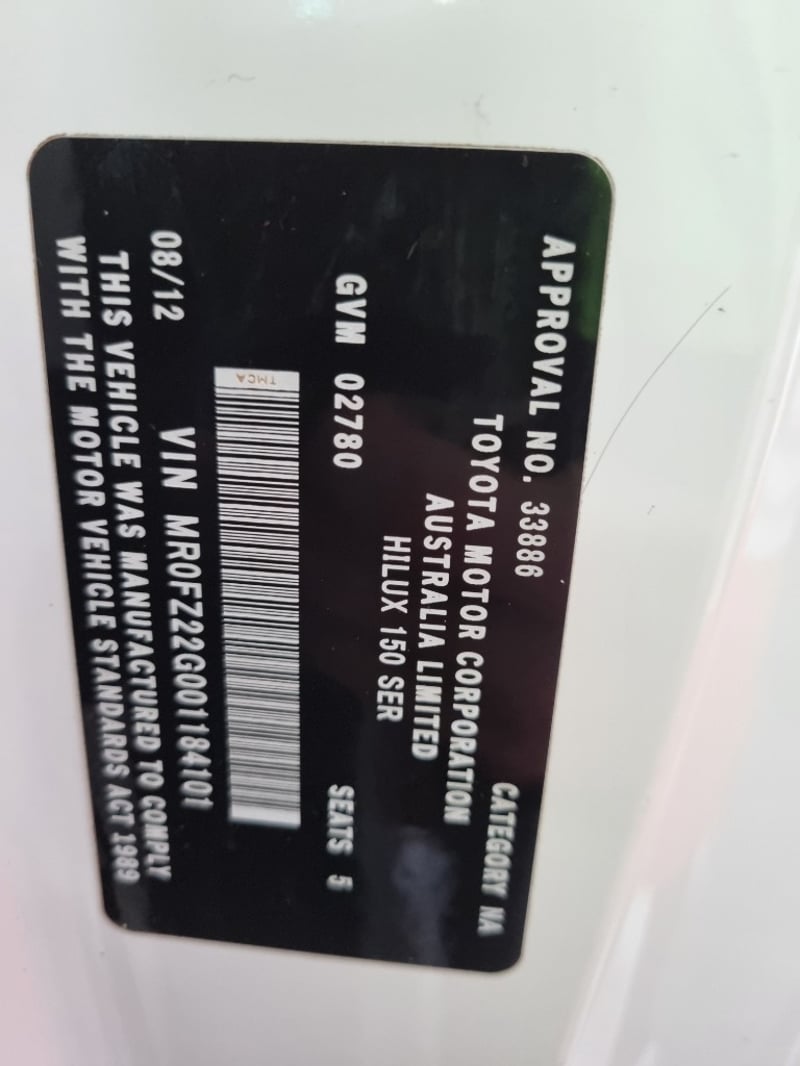 APPROVAL NO. 33886 CATEGORY NA
TOYOTA MOTOR CORPORATION
AUSTRALIA LIMITED
HILUX 150 SER
GVM 02780 SEATS 5
TMCA
08/12 VIN MR0FZ22G001184101
THIS VEHICLE WAS MANUFACTURED TO COMPLY
WITH THE MOTOR VEHICLE STANDARDS ACT 1989